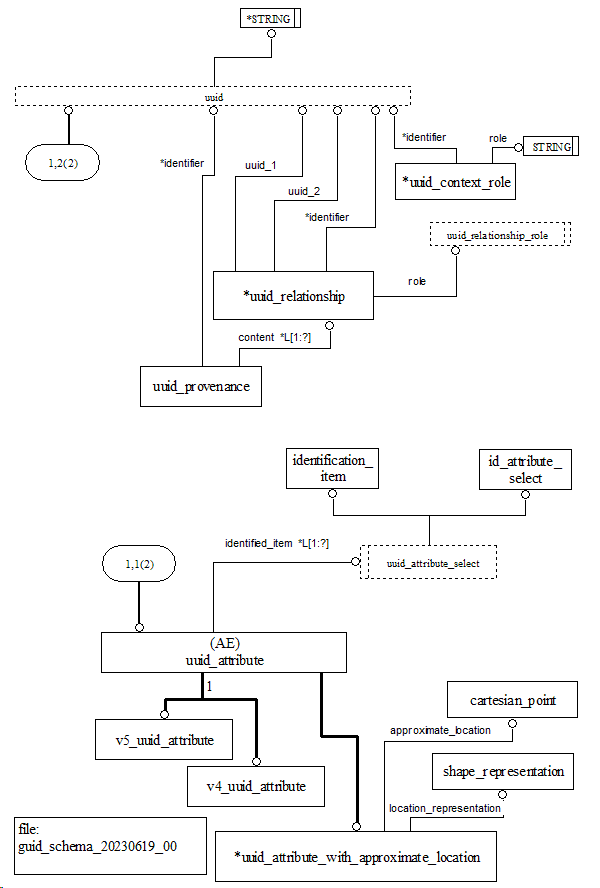 *STRING
uuid
1,2(2)
*identifier
uuid_1
uuid_2
*identifier
*identifier
role
STRING
*uuid_context_role
uuid_relationship_role
*uuid_relationship
role
content *L[1:?]
uuid_provenance
identification_
item
id_attribute_
select
identified_item *L[1:?]
1,1(2)
uuid_attribute_select
(AE)
uuid_attribute
1
v5_uuid_attribute
v4_uuid_attribute
cartesian_point
approximate_location
shape_representation
location_representation
*uuid_attribute_with_approximate_location
file:
guid_schema_20230619_00